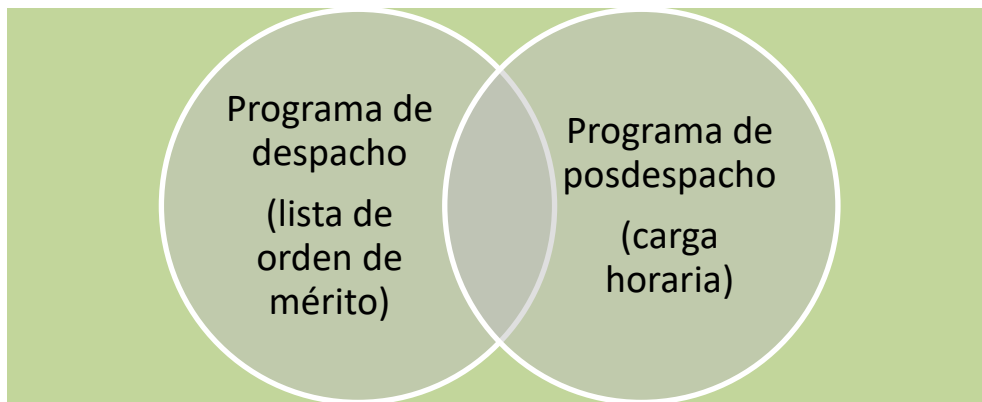 Programa de
despacho
(lista de
orden de
mérito)
Programa de
posdespacho
(carga
horaria)